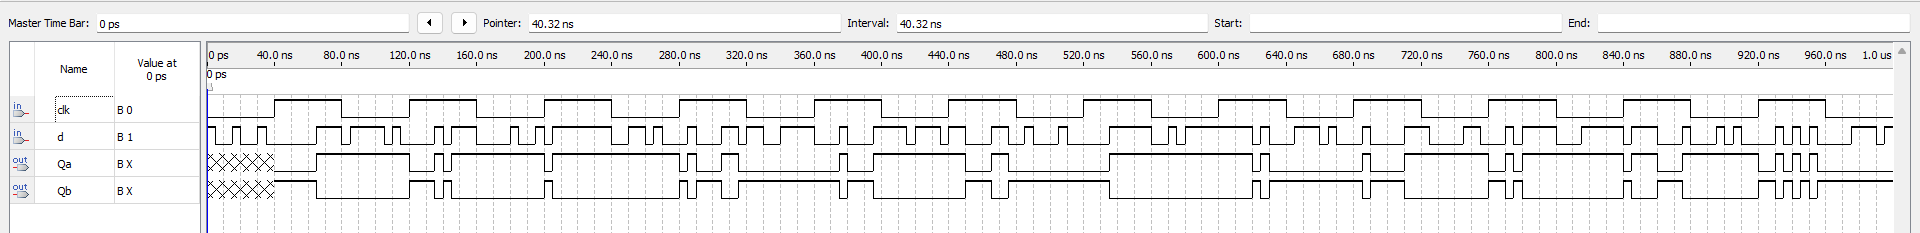 Master Time Bar: 0 ps Pointer: 40.32 ns Interval: 40.32 ns Start: End:
Name Value at 0 ps
0 ps 40.0 ns 80.0 ns 120.0 ns 160.0 ns 200.0 ns 240.0 ns 280.0 ns 320.0 ns 360.0 ns 400.0 ns 440.0 ns 480.0 ns 520.0 ns 560.0 ns 600.0 ns 640.0 ns 680.0 ns 720.0 ns 760.0 ns 800.0 ns 840.0 ns 880.0 ns 920.0 ns 960.0 ns 1.0 us
0 ps
in clk B 0
in d B 1
out Qa B X
out Qb B X